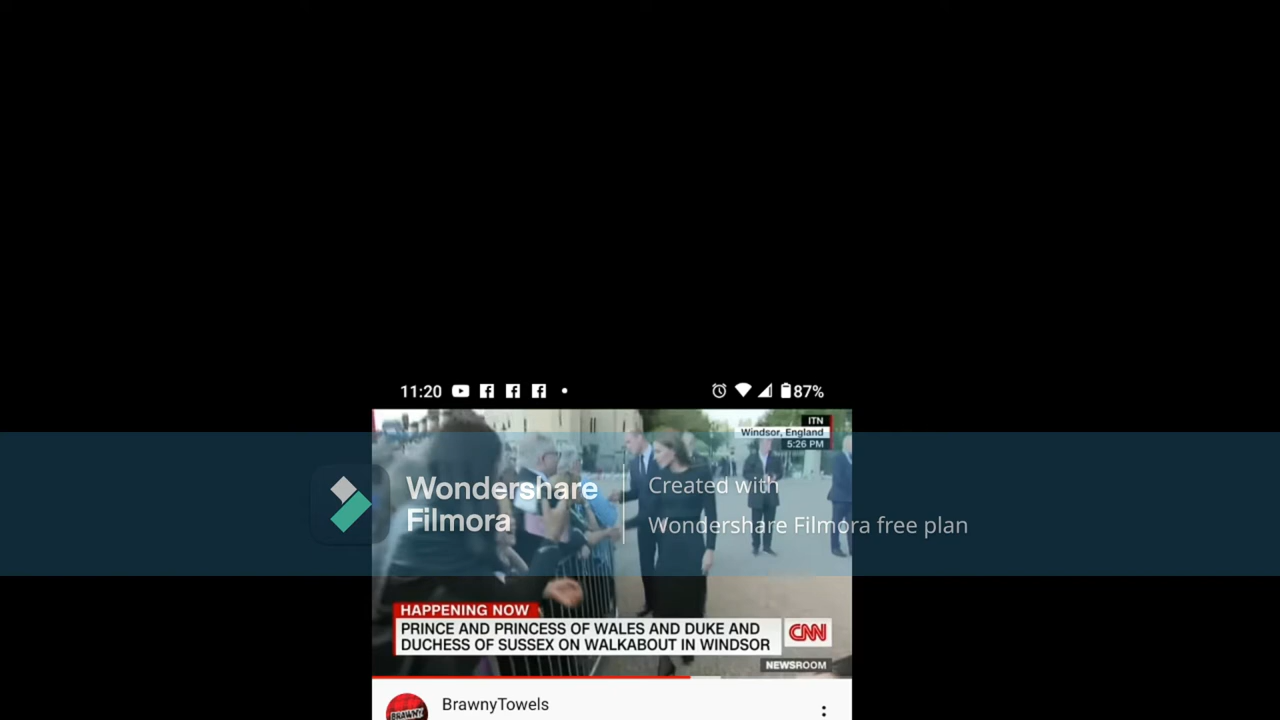 11:20
87%
ITN
Windsor, England
5:26 PM
Wondershare
Filmora
Created with
Wondershare Filmora free plan
HAPPENING NOW
PRINCE AND PRINCESS OF WALES AND DUKE AND
DUCHESS OF SUSSEX ON WALKABOUT IN WINDSOR
CNN
NEWSROOM
BrawnyTowels
BRAWNY